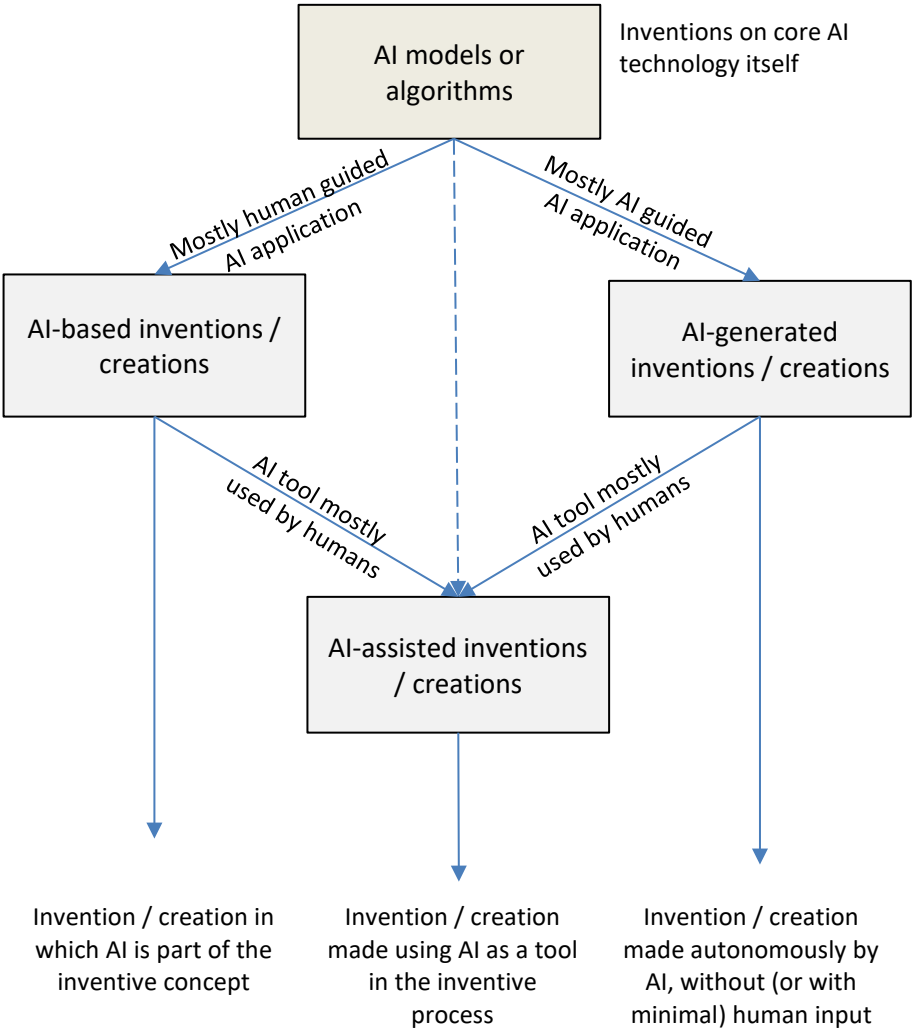 AI models or
algorithms
Inventions on core AI
technology itself
Mostly human guided
AI application
Mostly AI guided
AI application
AI-based inventions /
creations
AI-generated
inventions / creations
AI tool mostly
used by humans
AI tool mostly
used by humans
AI-assisted inventions
/ creations
Invention / creation in
which AI is part of the
inventive concept
Invention / creation
made using AI as a tool
in the inventive
process
Invention / creation
made autonomously by
AI, without (or with
minimal) human input